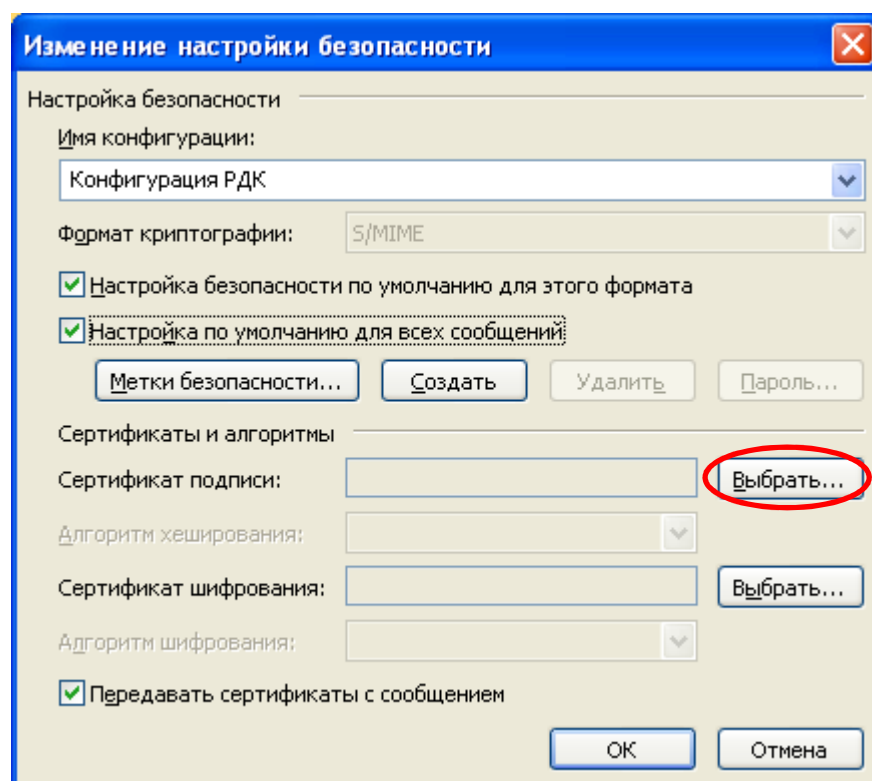 Изменение настройки безопасности
Настройка безопасности
Имя конфигурации:
Конфигурация РДК
Формат криптографии: S/MIME
Настройка безопасности по умолчанию для этого формата
Настройка по умолчанию для всех сообщений
Метки безопасности... Создать Удалить Пароль...
Сертификаты и алгоритмы
Сертификат подписи: Выбрать...
Алгоритм хеширования:
Сертификат шифрования: Выбрать...
Алгоритм шифрования:
Передавать сертификаты с сообщением
ОК Отмена